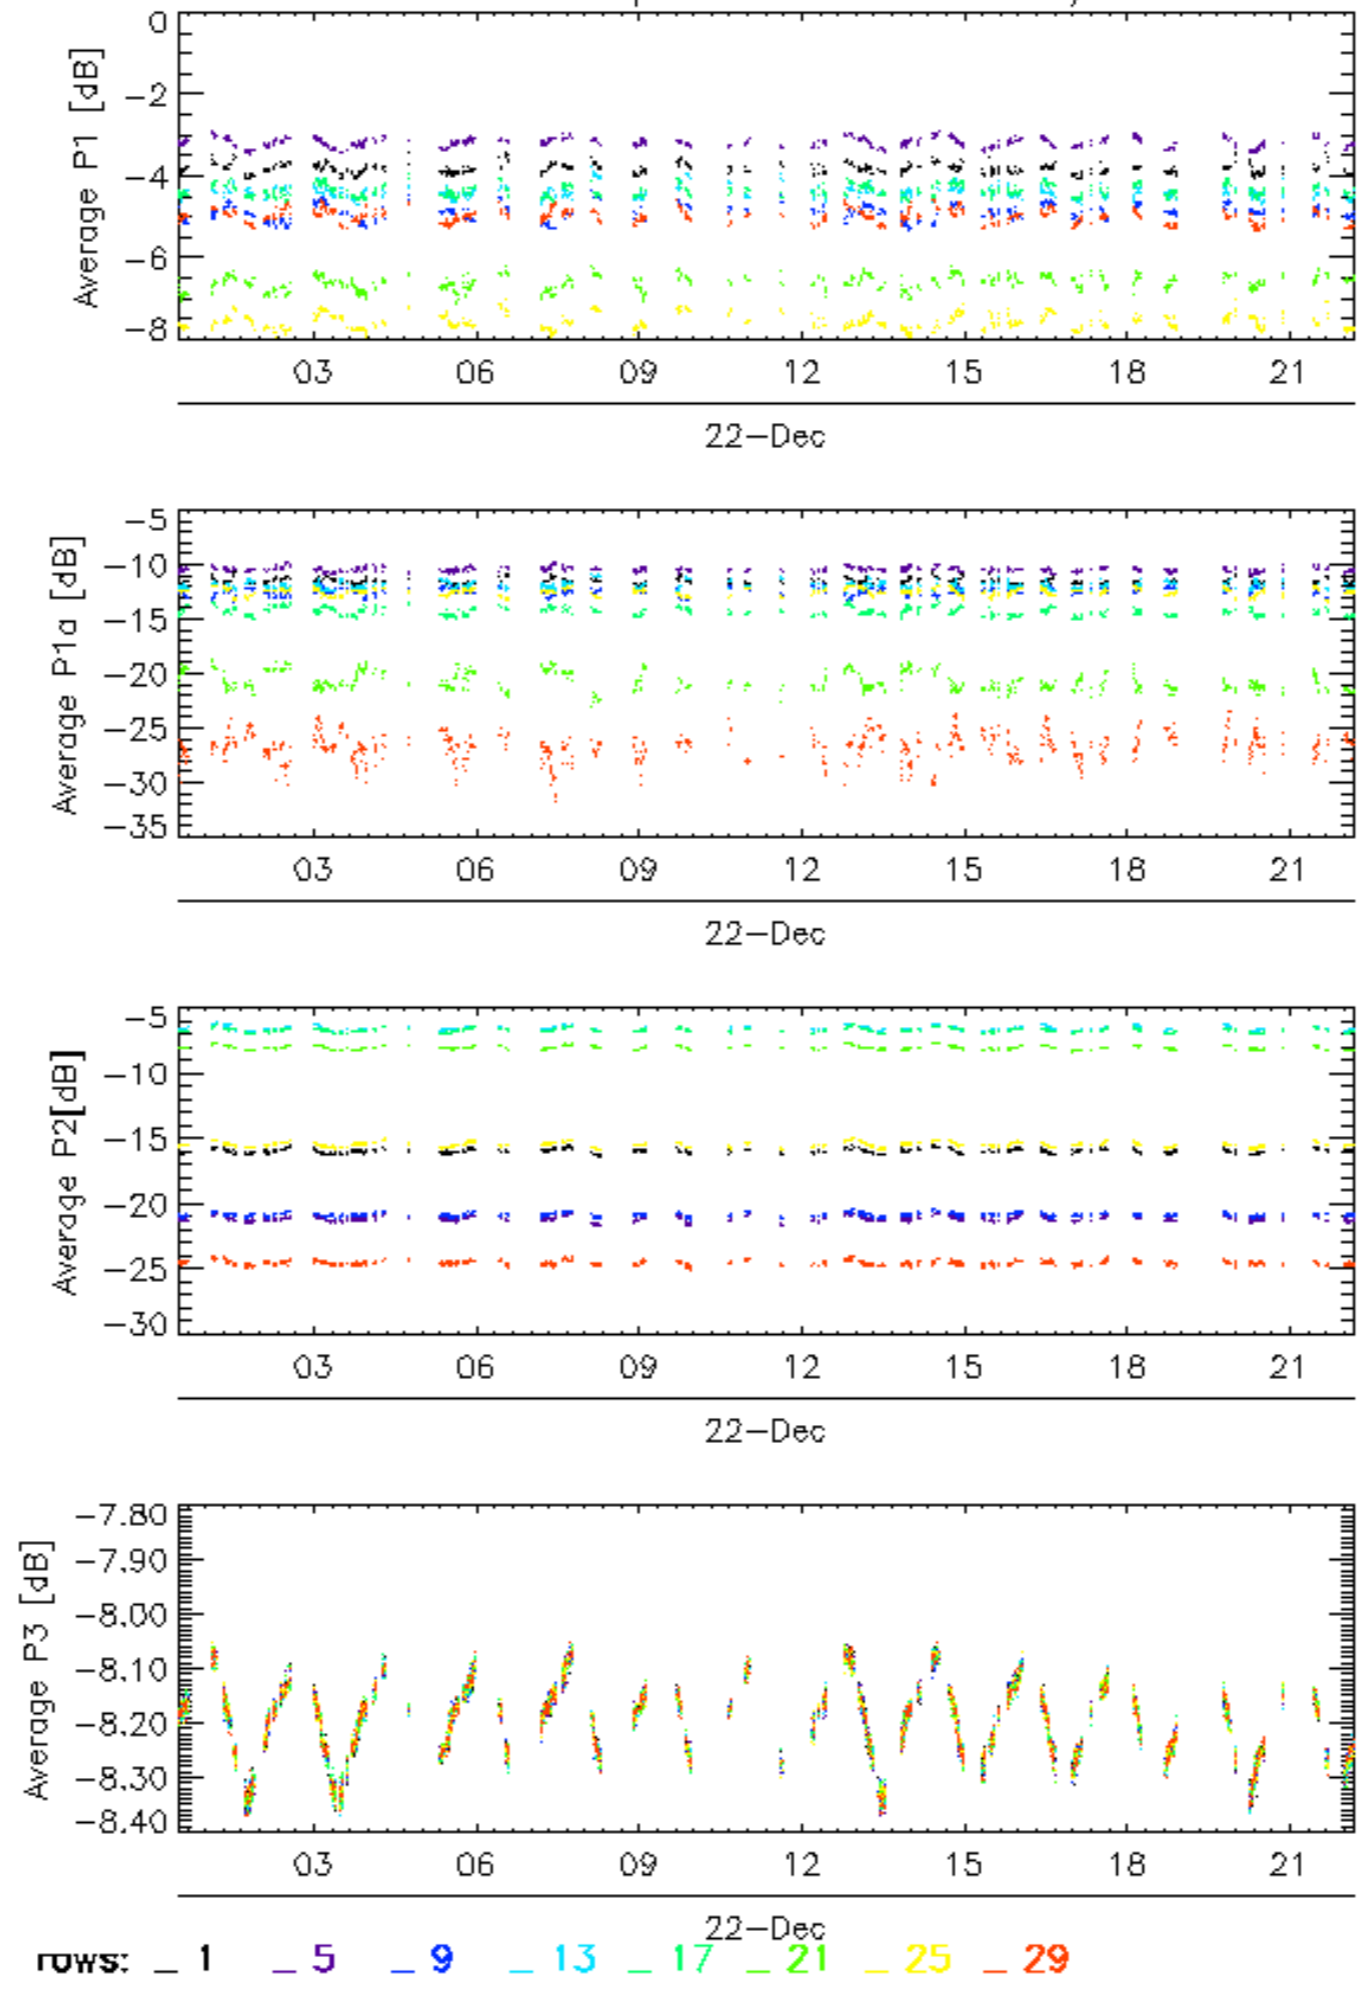 0
-2
-4
-6
-8
Average P1 [dB]
03 06 09 12 15 18 21
22-Dec
-5
-10
-15
-20
-25
-30
-35
Average P1a [dB]
03 06 09 12 15 18 21
22-Dec
-5
-10
-15
-20
-25
-30
Average P2[dB]
03 06 09 12 15 18 21
22-Dec
-7.80
-7.90
-8.00
-8.10
-8.20
-8.30
-8.40
Average P3 [dB]
03 06 09 12 15 18 21
22-Dec
rows: _ 1 _ 5 _ 9 _ 13 _ 17 _ 21 _ 25 _ 29